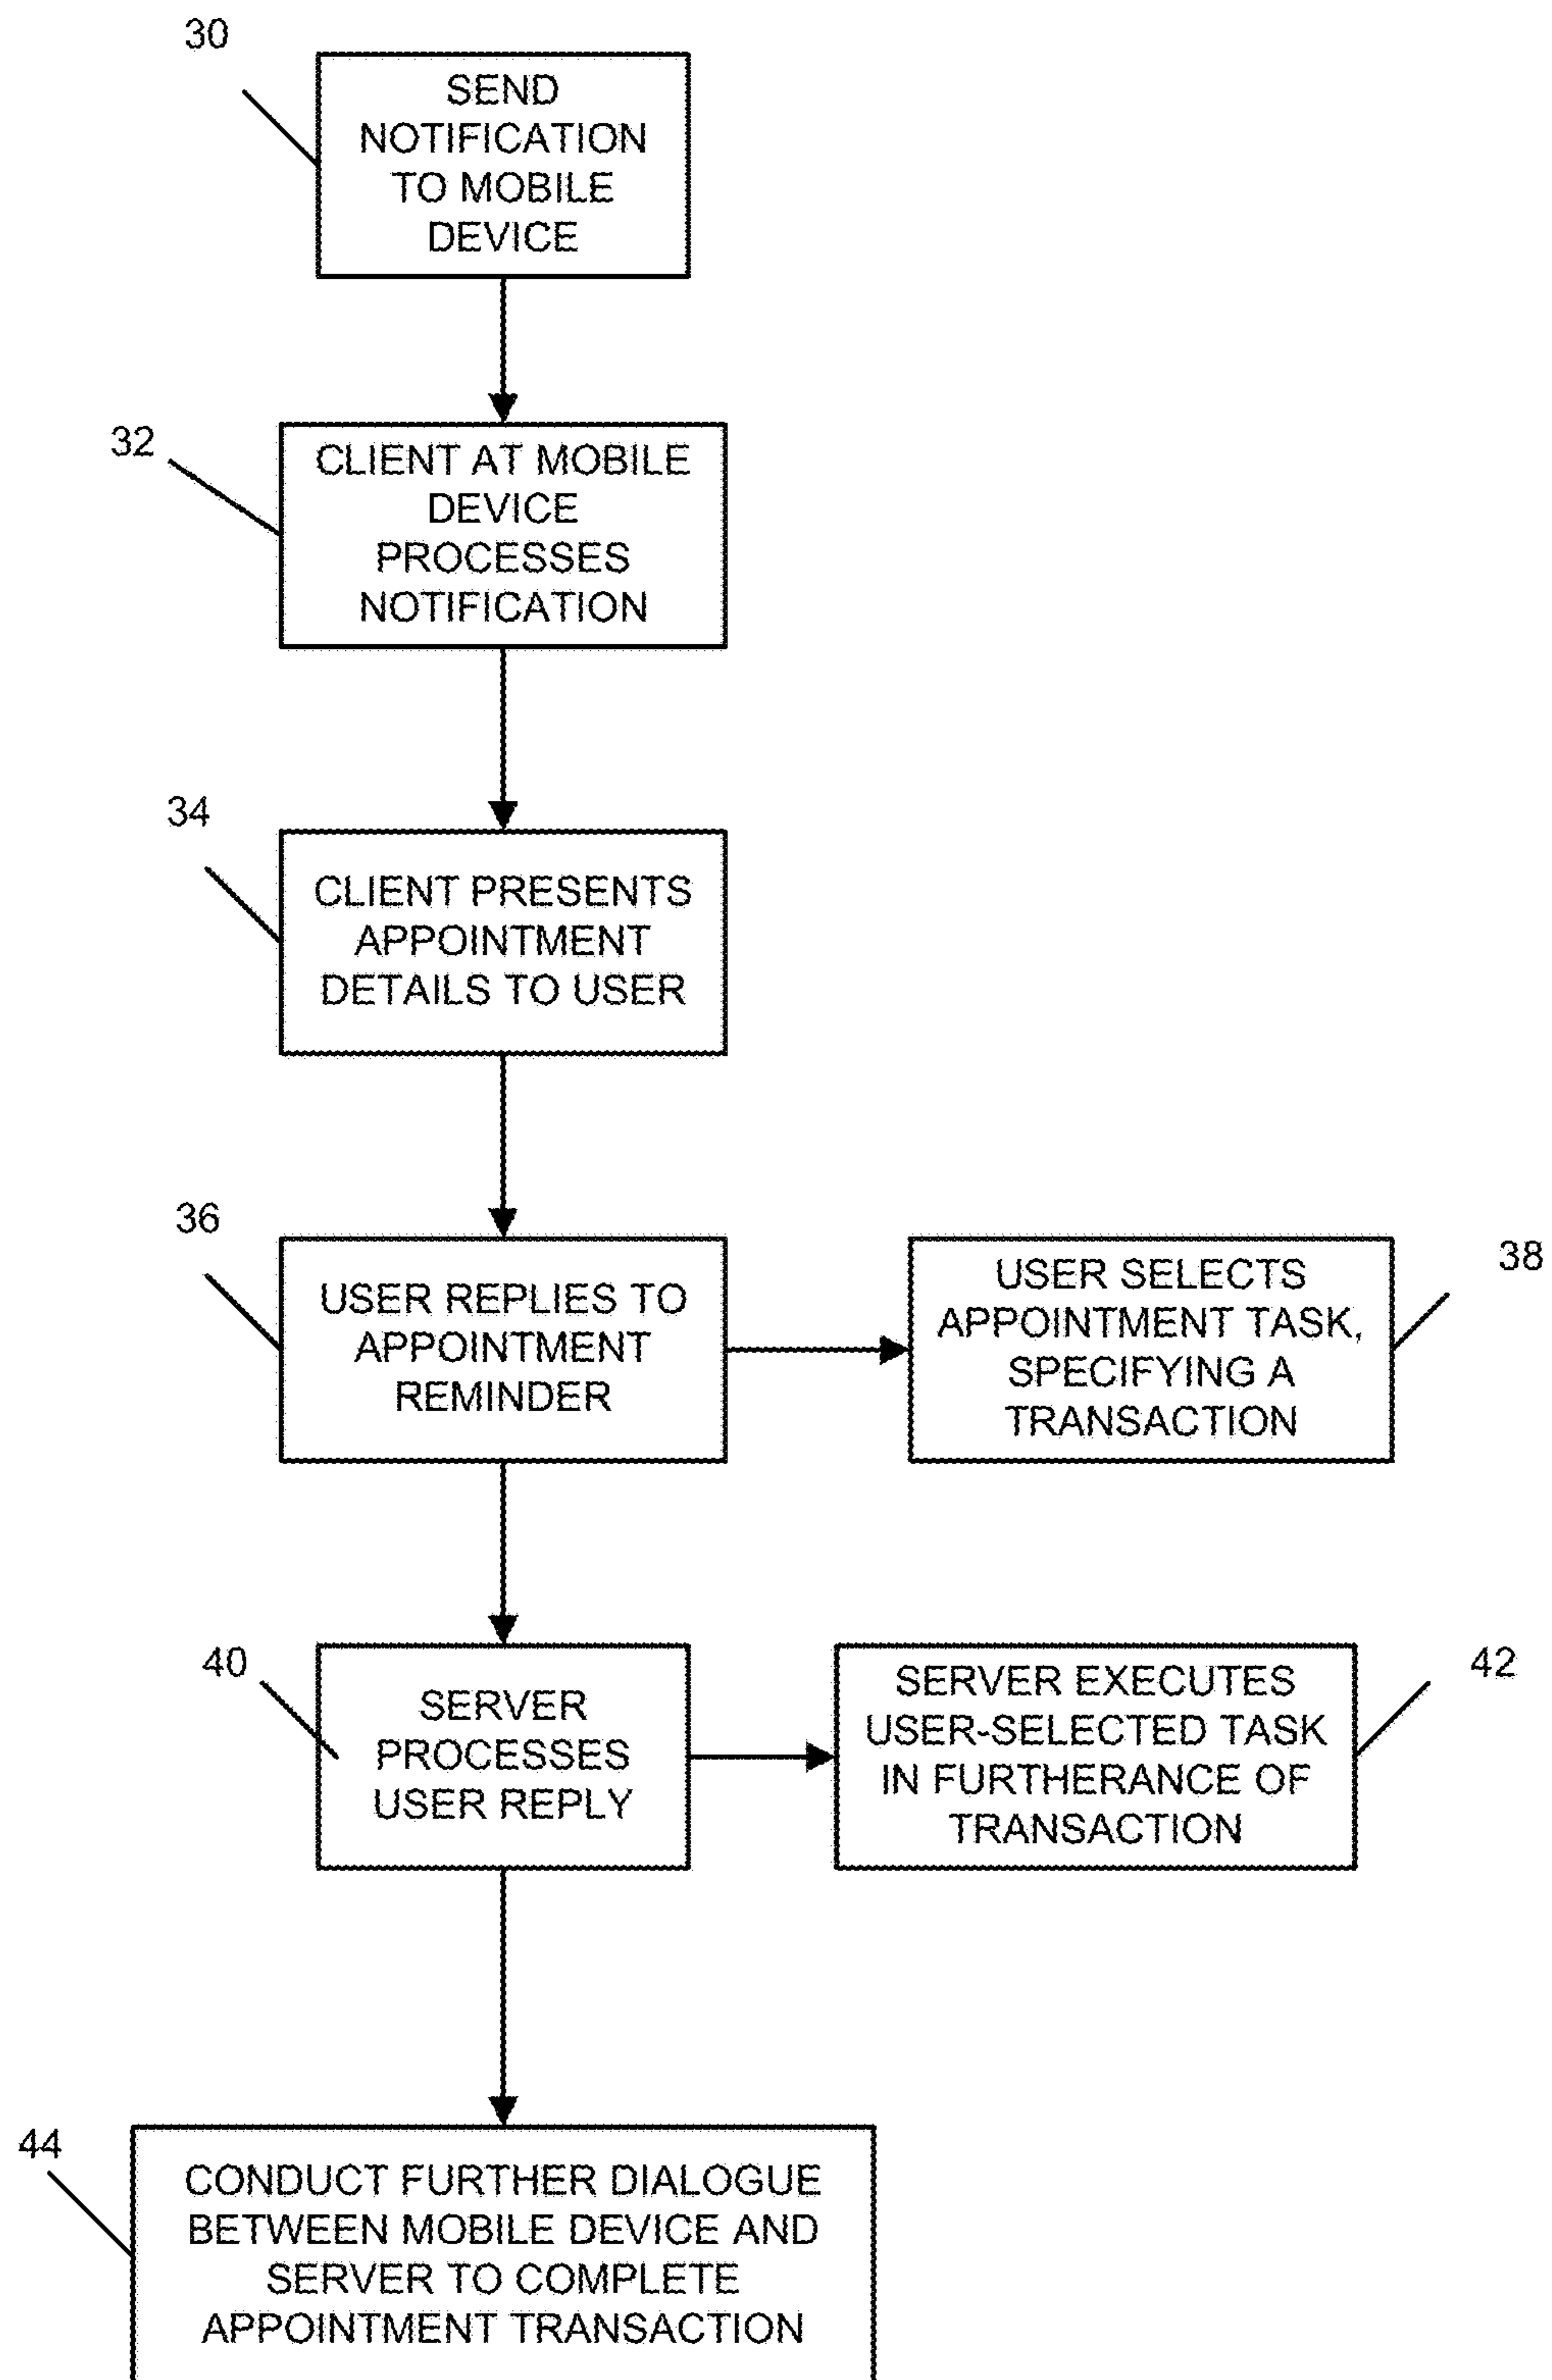 30
SEND
NOTIFICATION
TO MOBILE
DEVICE
32
CLIENT AT MOBILE
DEVICE
PROCESSES
NOTIFICATION
34
CLIENT PRESENTS
APPOINTMENT
DETAILS TO USER
36
USER REPLIES TO
APPOINTMENT
REMINDER
38
USER SELECTS
APPOINTMENT TASK,
SPECIFYING A
TRANSACTION
40
SERVER
PROCESSES
USER REPLY
42
SERVER EXECUTES
USER-SELECTED TASK
IN FURTHERANCE OF
TRANSACTION
44
CONDUCT FURTHER DIALOGUE
BETWEEN MOBILE DEVICE AND
SERVER TO COMPLETE
APPOINTMENT TRANSACTION